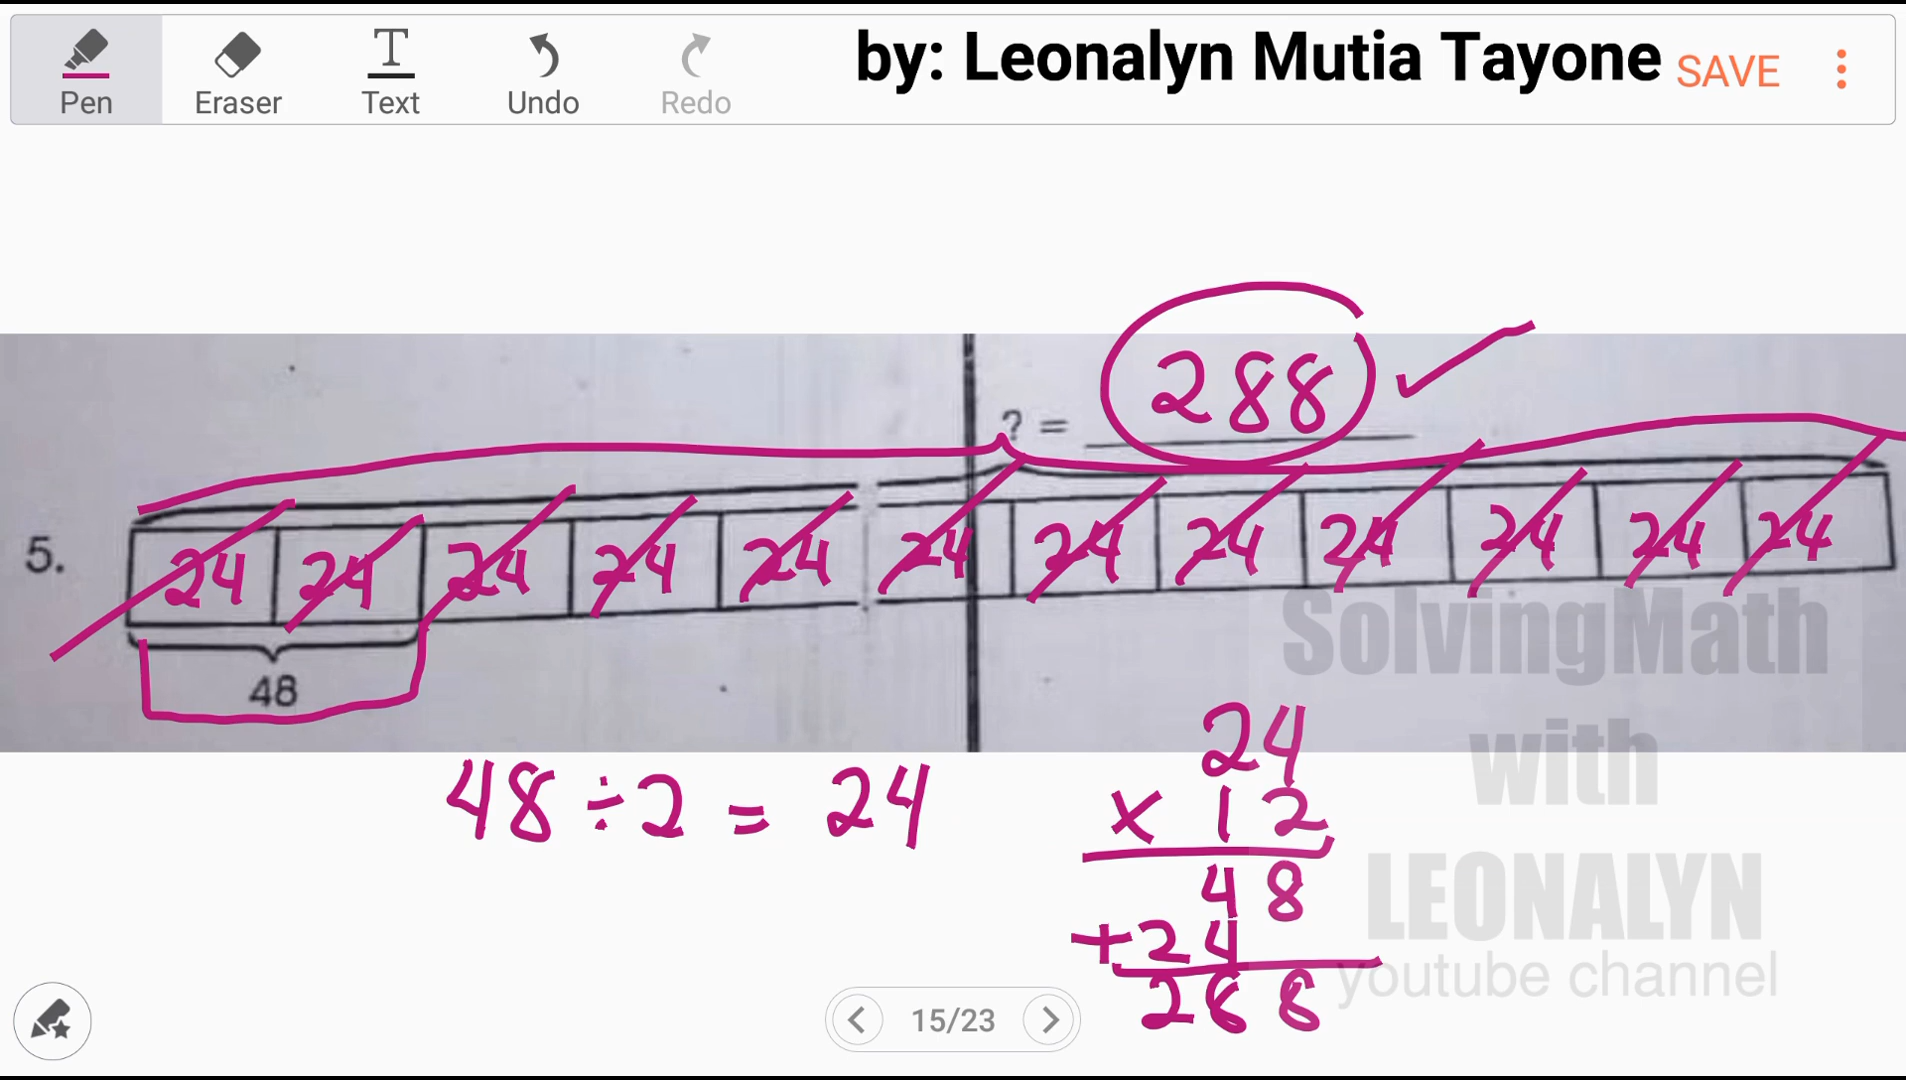 Pen Eraser Text Undo Redo
by: Leonalyn Mutia Tayone SAVE
288
? =
5. 24 24 24 24 24 24 24 24 24 24 24 24
48
SolvingMath
with
LEONALYN
youtube channel
48 ÷ 2 = 24
24
x 12
48
+24
288
15/23